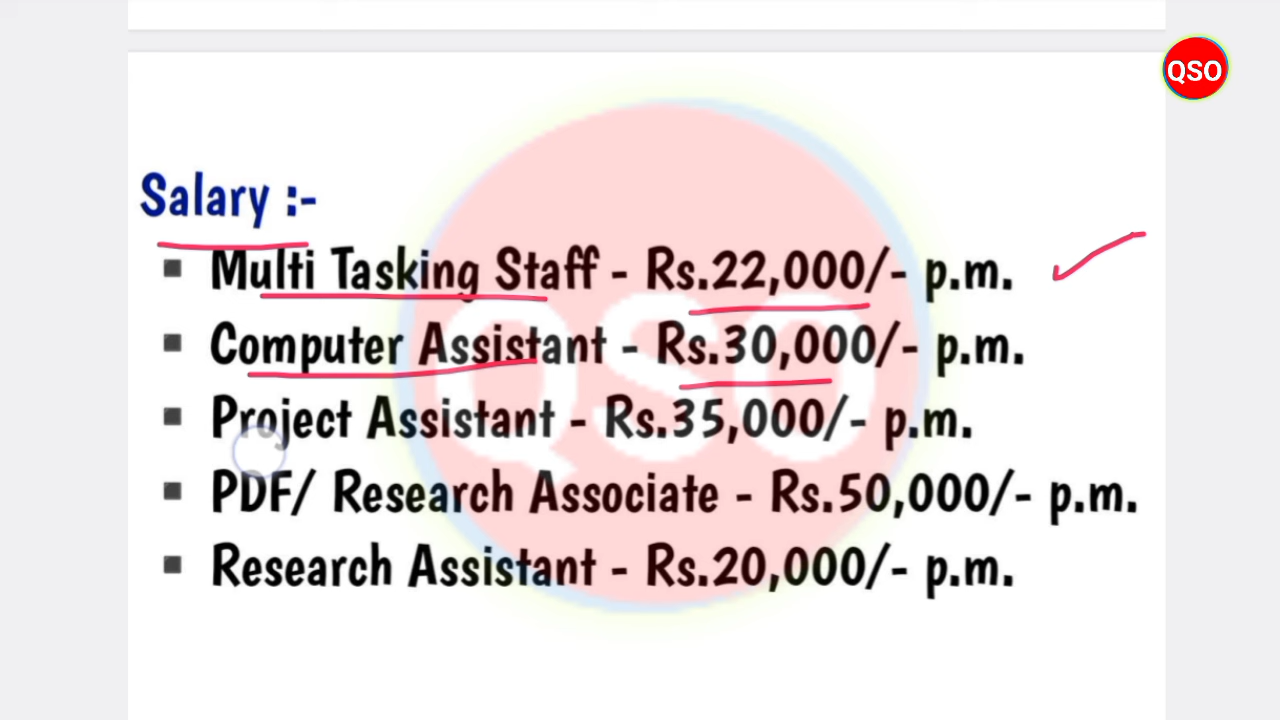 QSO
Salary :-
▪ Multi Tasking Staff - Rs.22,000/- p.m.
▪ Computer Assistant - Rs.30,000/- p.m.
▪ Project Assistant - Rs.35,000/- p.m.
▪ PDF/ Research Associate - Rs.50,000/- p.m.
▪ Research Assistant - Rs.20,000/- p.m.
QSO